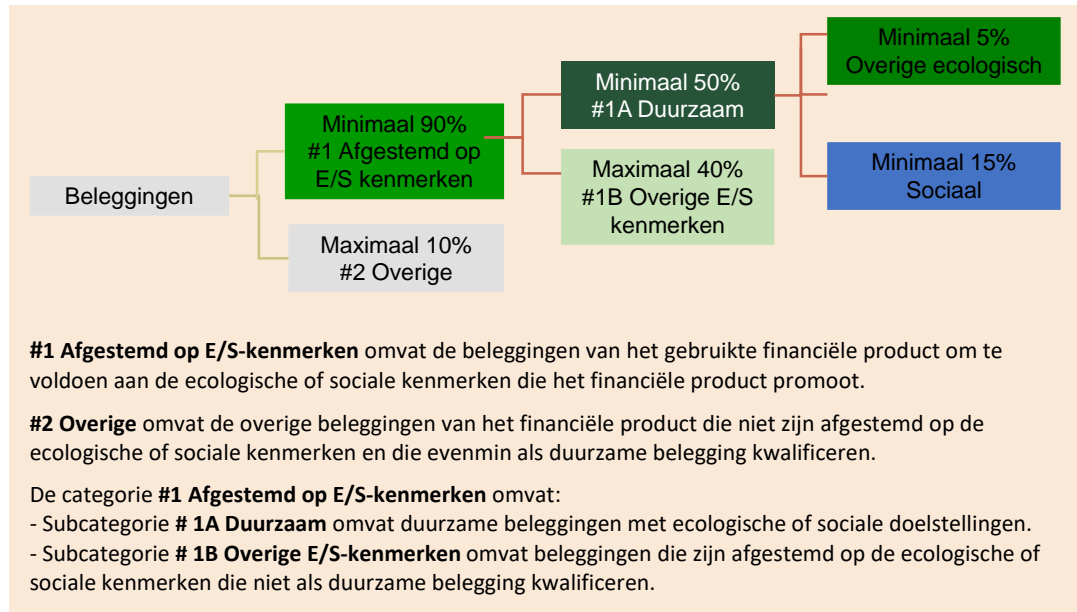 Beleggingen
Minimaal 90%
#1 Afgestemd op
E/S kenmerken
Maximaal 10%
#2 Overige
Minimaal 50%
#1A Duurzaam
Maximaal 40%
#1B Overige E/S
kenmerken
Minimaal 5%
Overige ecologisch
Minimaal 15%
Sociaal
#1 Afgestemd op E/S-kenmerken omvat de beleggingen van het gebruikte financiële product om te
voldoen aan de ecologische of sociale kenmerken die het financiële product promoot.
#2 Overige omvat de overige beleggingen van het financiële product die niet zijn afgestemd op de
ecologische of sociale kenmerken en die evenmin als duurzame belegging kwalificeren.
De categorie #1 Afgestemd op E/S-kenmerken omvat:
- Subcategorie # 1A Duurzaam omvat duurzame beleggingen met ecologische of sociale doelstellingen.
- Subcategorie # 1B Overige E/S-kenmerken omvat beleggingen die zijn afgestemd op de ecologische of
sociale kenmerken die niet als duurzame belegging kwalificeren.